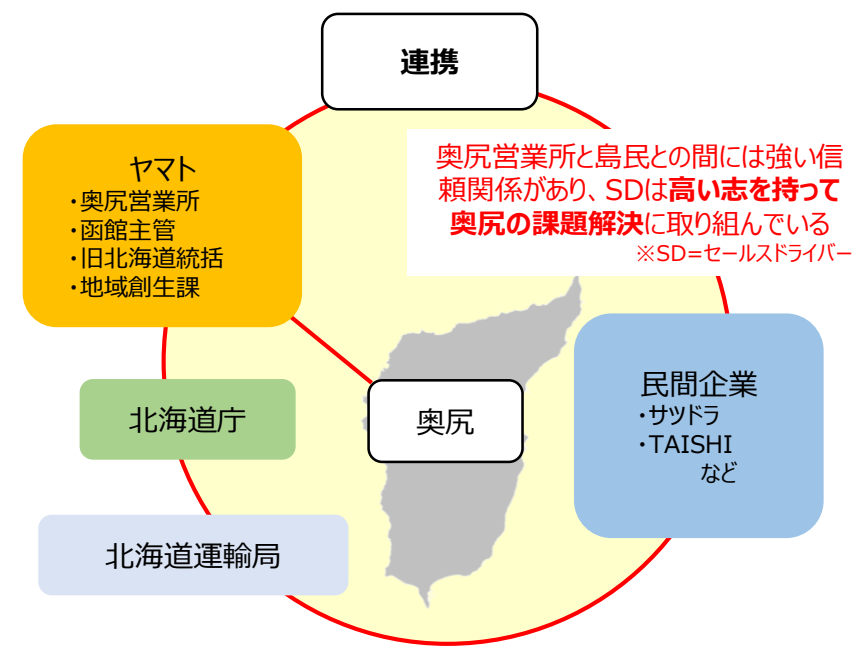 連携
ヤマト
・奥尻営業所
・函館主管
・旧北海道統括
・地域創生課
奥尻営業所と島民との間には強い信
頼関係があり、SDは高い志を持って
奥尻の課題解決に取り組んでいる
※SD=セールスドライバー
北海道庁
奥尻
民間企業
・サツドラ
・TAISHI
など
北海道運輸局